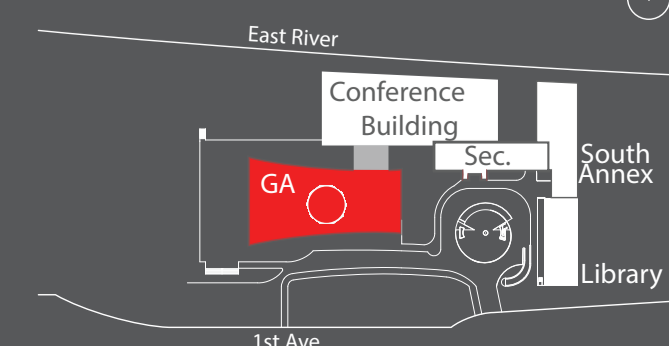 East River
Conference
Building
Sec.
South
Annex
GA
Library
1st Ave